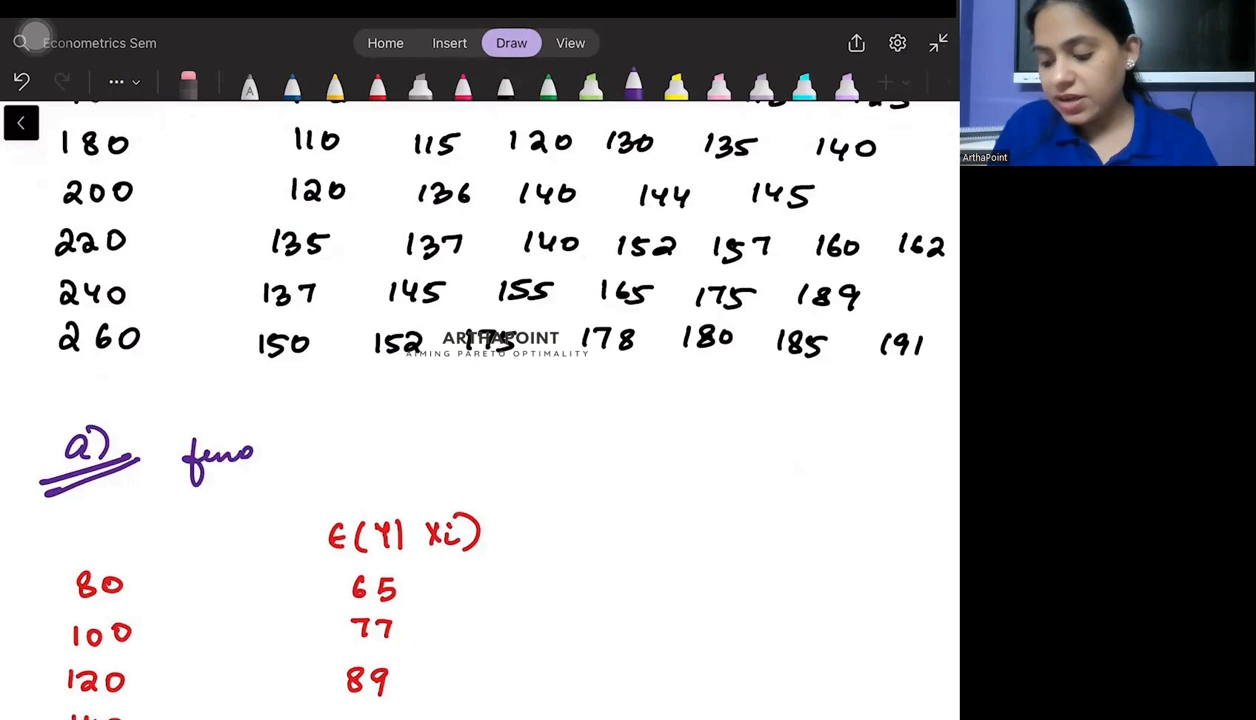 Econometrics Sem
Home Insert Draw View
A
ArthaPoint
180 110 115 120 130 135 140
200 120 136 140 144 145
220 135 137 140 152 157 160 162
240 137 145 155 165 175 189
260 150 152 175 178 180 185 191
ARTHAPOINT
AIMING PARETO OPTIMALITY
a)
E(Y| Xi)
80 65
100 77
120 89